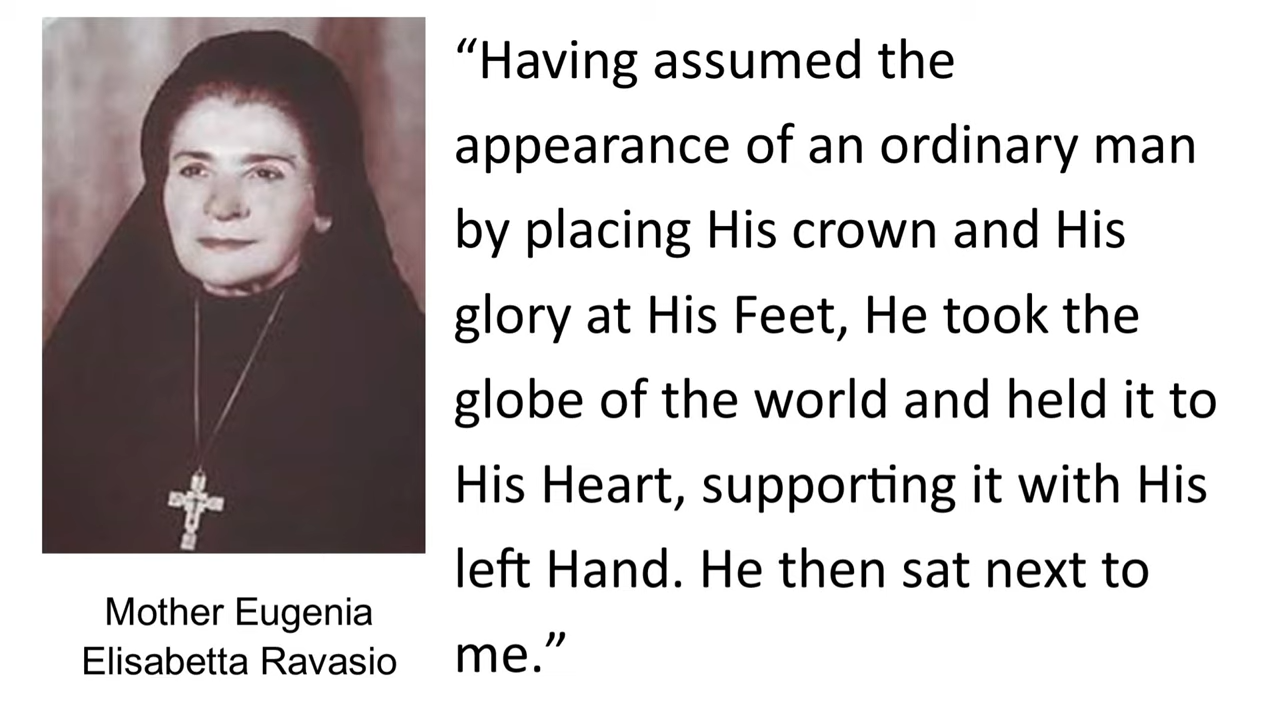 “Having assumed the
appearance of an ordinary man
by placing His crown and His
glory at His Feet, He took the
globe of the world and held it to
His Heart, supporting it with His
left Hand. He then sat next to
me.”
Mother Eugenia
Elisabetta Ravasio